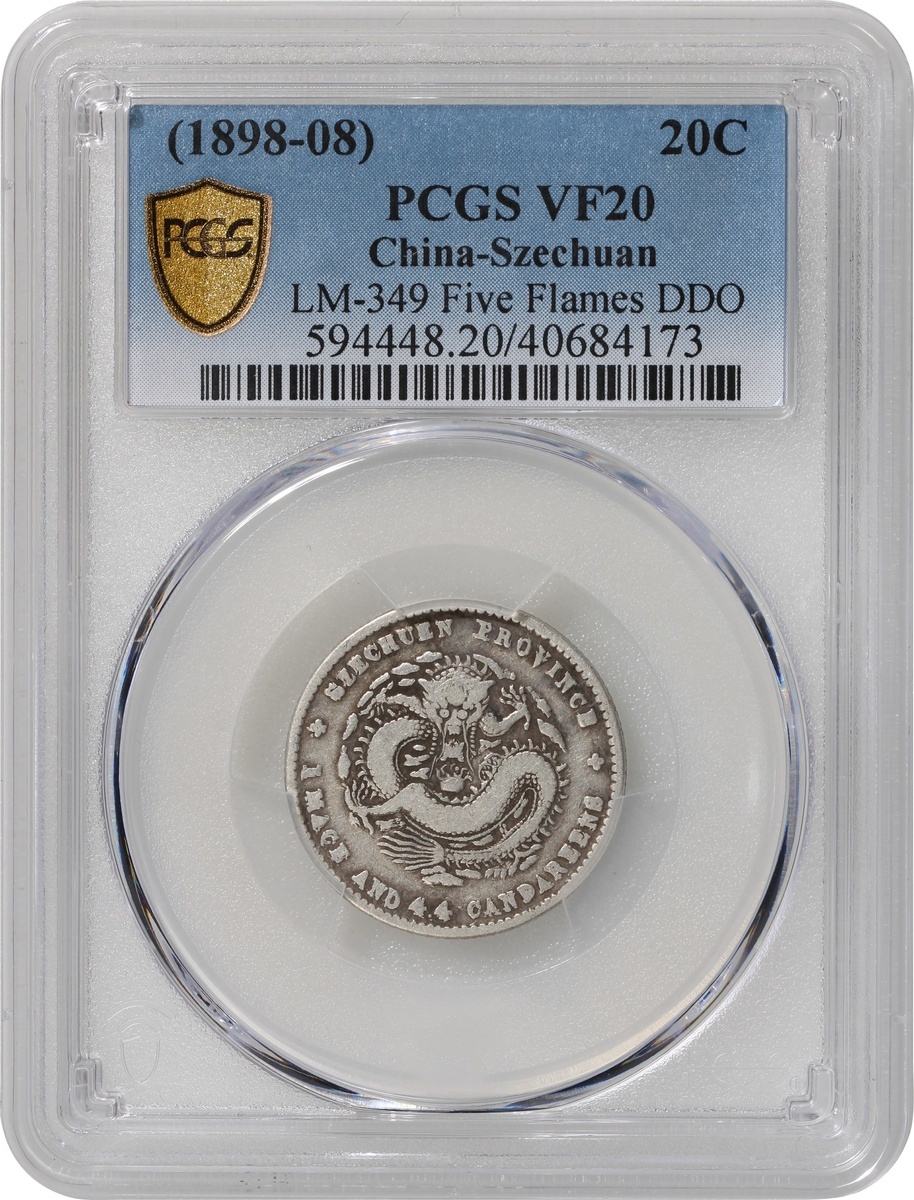 (1898-08) 20C
PCGS VF20
China-Szechuan
LM-349 Five Flames DDO
594448.20/40684173
PCGS
SZECHUEN PROVINCE
1 MACE AND 4.4 CANDAREENS